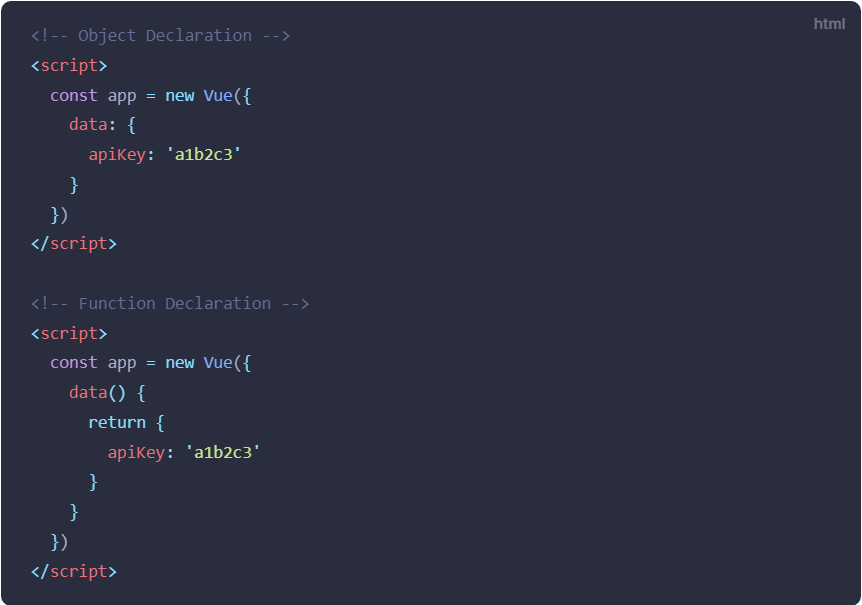 html
<!-- Object Declaration -->
<script>
  const app = new Vue({
    data: {
      apiKey: 'a1b2c3'
    }
  })
</script>

<!-- Function Declaration -->
<script>
  const app = new Vue({
    data() {
      return {
        apiKey: 'a1b2c3'
      }
    }
  })
</script>